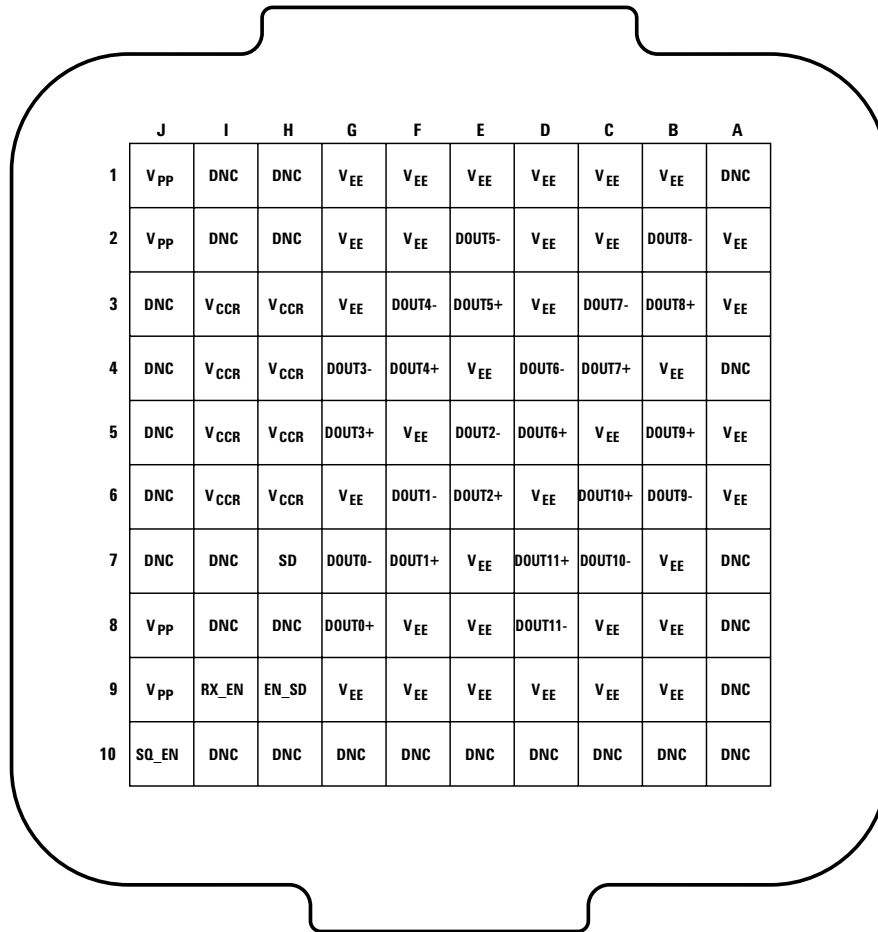 J I H G F E D C B A
1 VPP DNC DNC VEE VEE VEE VEE VEE VEE DNC
2 VPP DNC DNC VEE VEE DOUT5- VEE VEE DOUT8- VEE
3 DNC VCCR VCCR VEE DOUT4- DOUT5+ VEE DOUT7- DOUT8+ VEE
4 DNC VCCR VCCR DOUT3- DOUT4+ VEE DOUT6- DOUT7+ VEE DNC
5 DNC VCCR VCCR DOUT3+ VEE DOUT2- DOUT6+ VEE DOUT9+ VEE
6 DNC VCCR VCCR VEE DOUT1- DOUT2+ VEE DOUT10+ DOUT9- VEE
7 DNC DNC SD DOUT0- DOUT1+ VEE DOUT11+ DOUT10- VEE DNC
8 VPP DNC DNC DOUT0+ VEE VEE DOUT11- VEE VEE DNC
9 VPP RX_EN EN_SD VEE VEE VEE VEE VEE VEE DNC
10 SQ_EN DNC DNC DNC DNC DNC DNC DNC DNC DNC